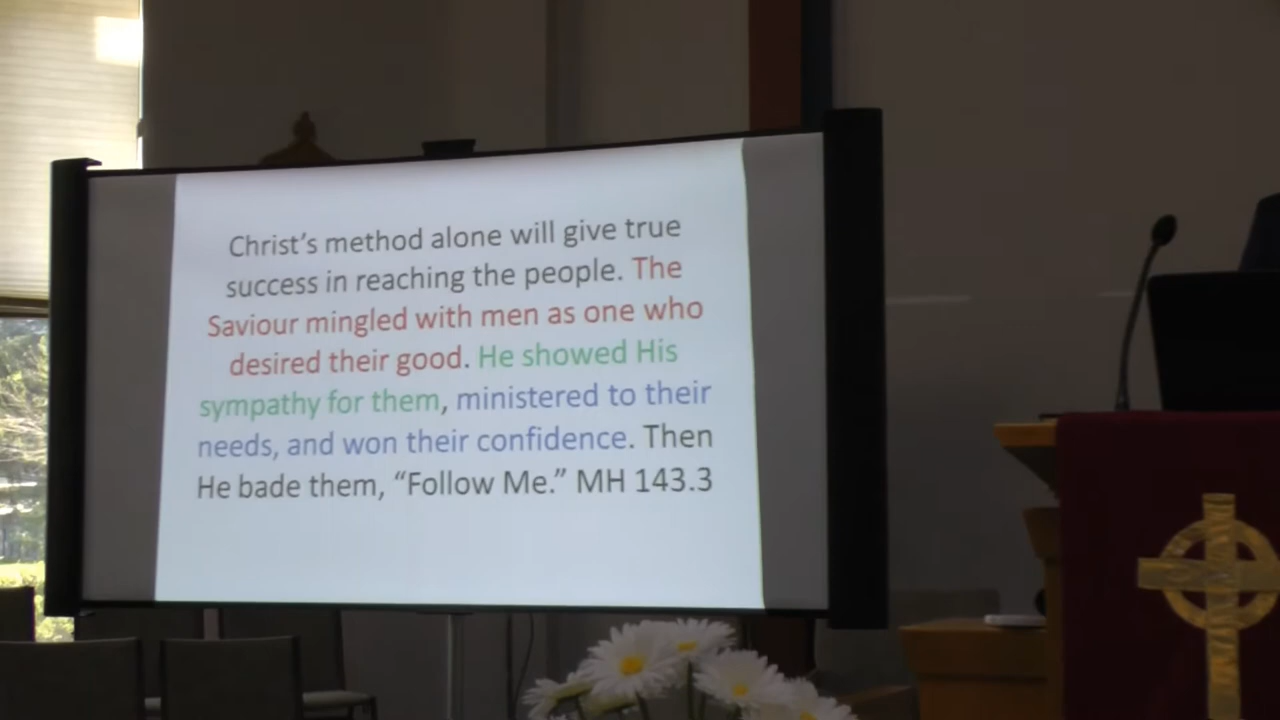 Christ’s method alone will give true
success in reaching the people. The
Saviour mingled with men as one who
desired their good. He showed His
sympathy for them, ministered to their
needs, and won their confidence. Then
He bade them, “Follow Me.” MH 143.3